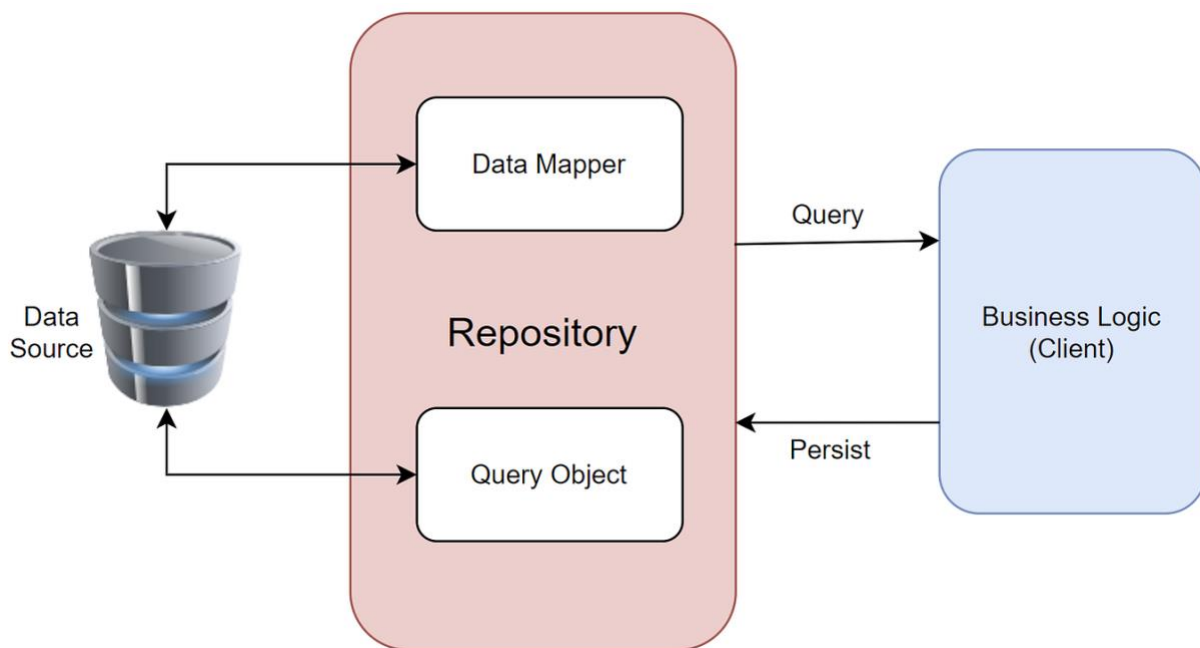 Data Mapper
Query
Data
Source
Repository
Business Logic
(Client)
Persist
Query Object